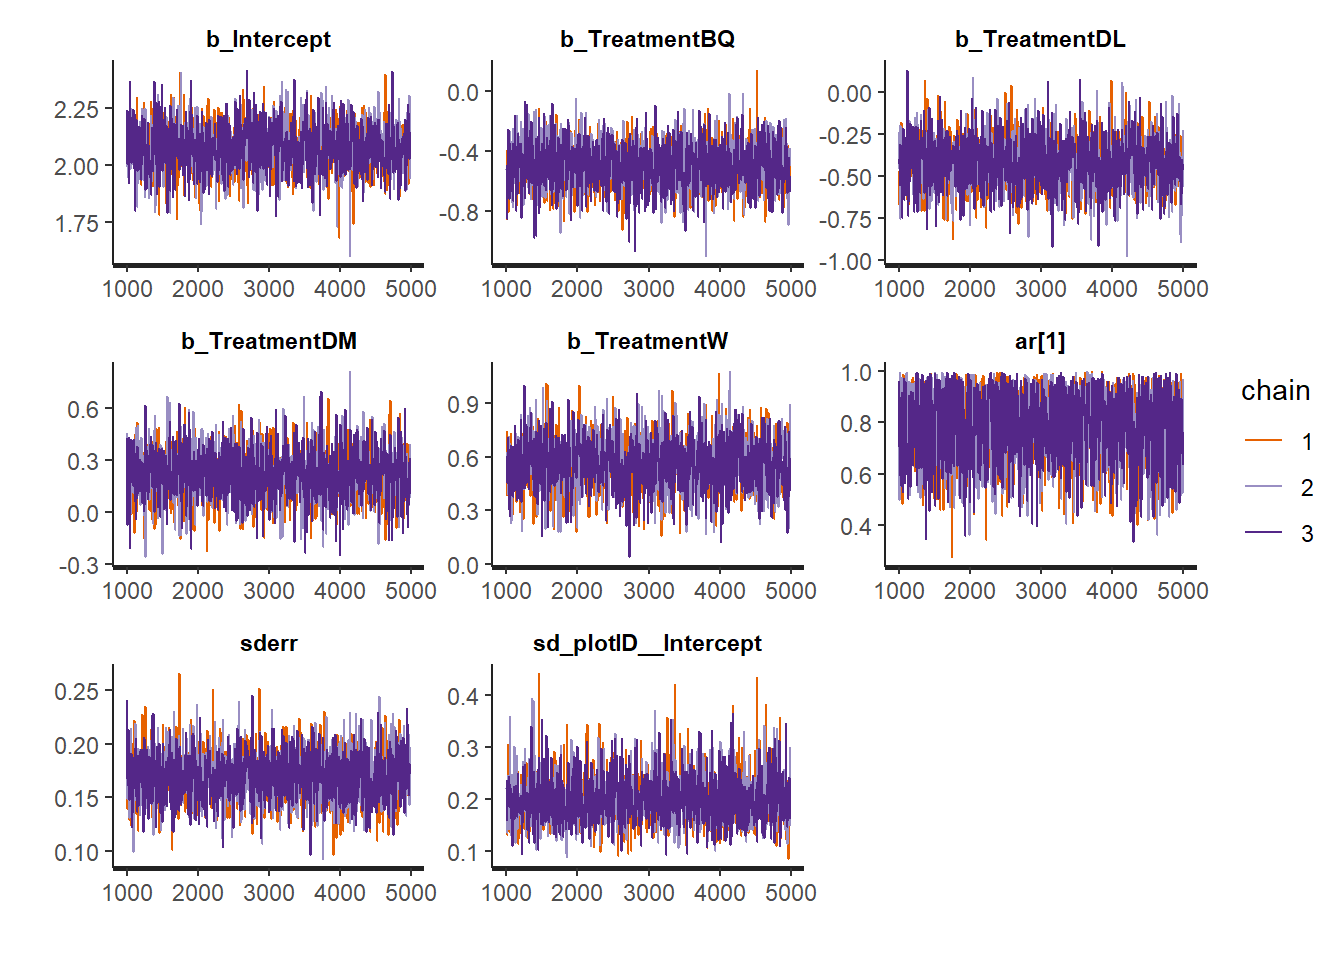 b_Intercept b_TreatmentBQ b_TreatmentDL
2.25
2.00
1.75
1000 2000 3000 4000 5000
0.0
-0.4
-0.8
1000 2000 3000 4000 5000
0.00
-0.25
-0.50
-0.75
-1.00
1000 2000 3000 4000 5000
b_TreatmentDM b_TreatmentW ar[1]
0.6
0.3
0.0
-0.3
1000 2000 3000 4000 5000
0.9
0.6
0.3
0.0
1000 2000 3000 4000 5000
1.0
0.8
0.6
0.4
1000 2000 3000 4000 5000
sderr sd_plotID__Intercept
0.25
0.20
0.15
0.10
1000 2000 3000 4000 5000
0.4
0.3
0.2
0.1
1000 2000 3000 4000 5000
chain
1
2
3